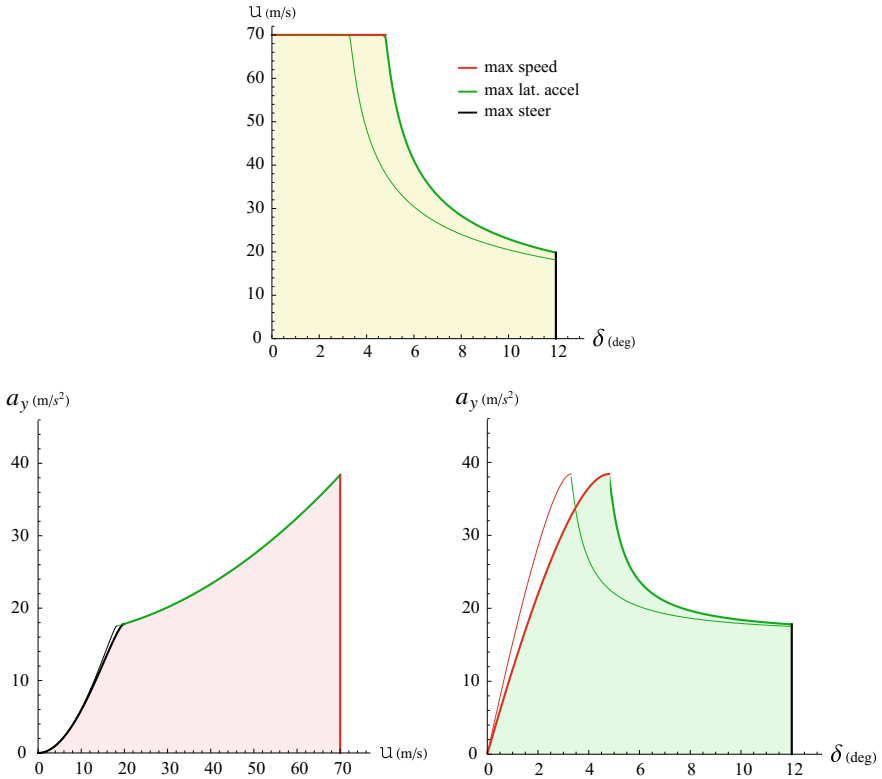 u (m/s)
70
60
50
40
30
20
10
0
0 2 4 6 8 10 12
δ (deg)
max speed
max lat. accel
max steer
a_y (m/s²)
40
30
20
10
0
0 10 20 30 40 50 60 70
u (m/s)
a_y (m/s²)
40
30
20
10
0
0 2 4 6 8 10 12
δ (deg)